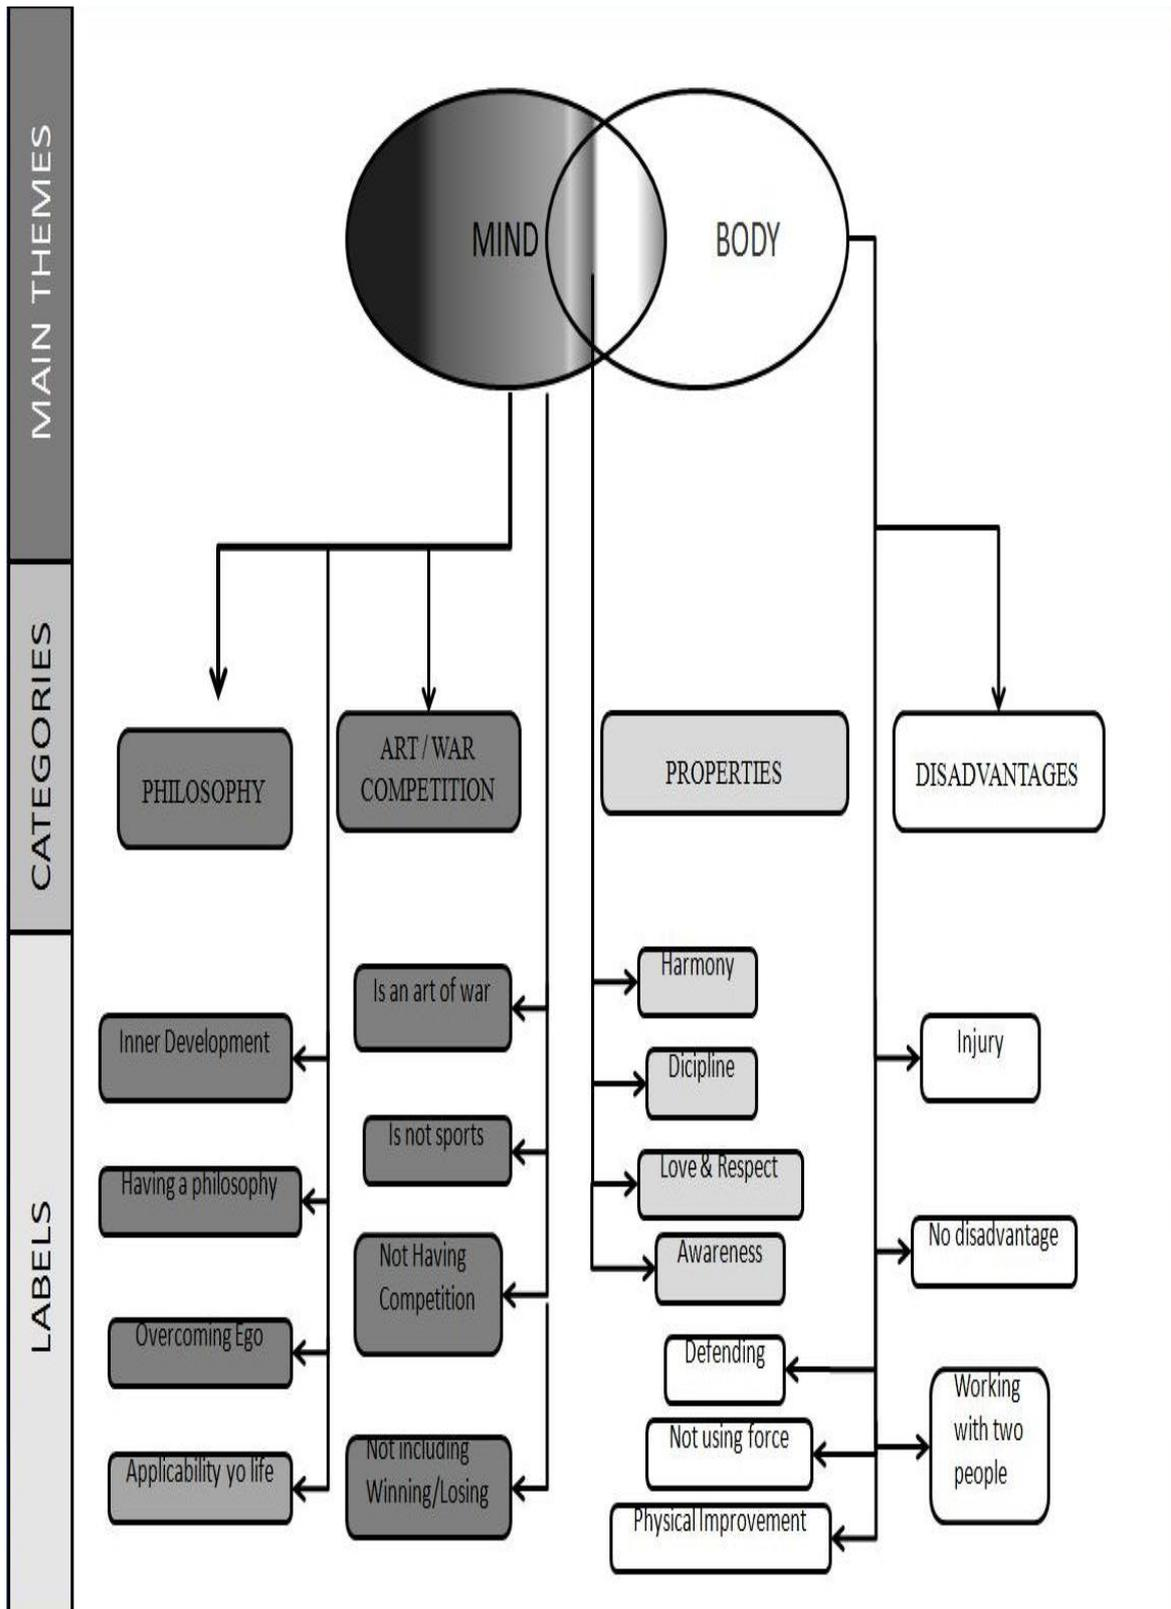 MAIN THEMES
MIND
BODY
CATEGORIES
PHILOSOPHY
ART / WAR
COMPETITION
PROPERTIES
DISADVANTAGES
LABELS
Inner Development
Having a philosophy
Overcoming Ego
Applicability yo life
Is an art of war
Is not sports
Not Having
Competition
Not including
Winning/Losing
Harmony
Dicipline
Love & Respect
Awareness
Defending
Not using force
Physical Improvement
Injury
No disadvantage
Working
with two
people